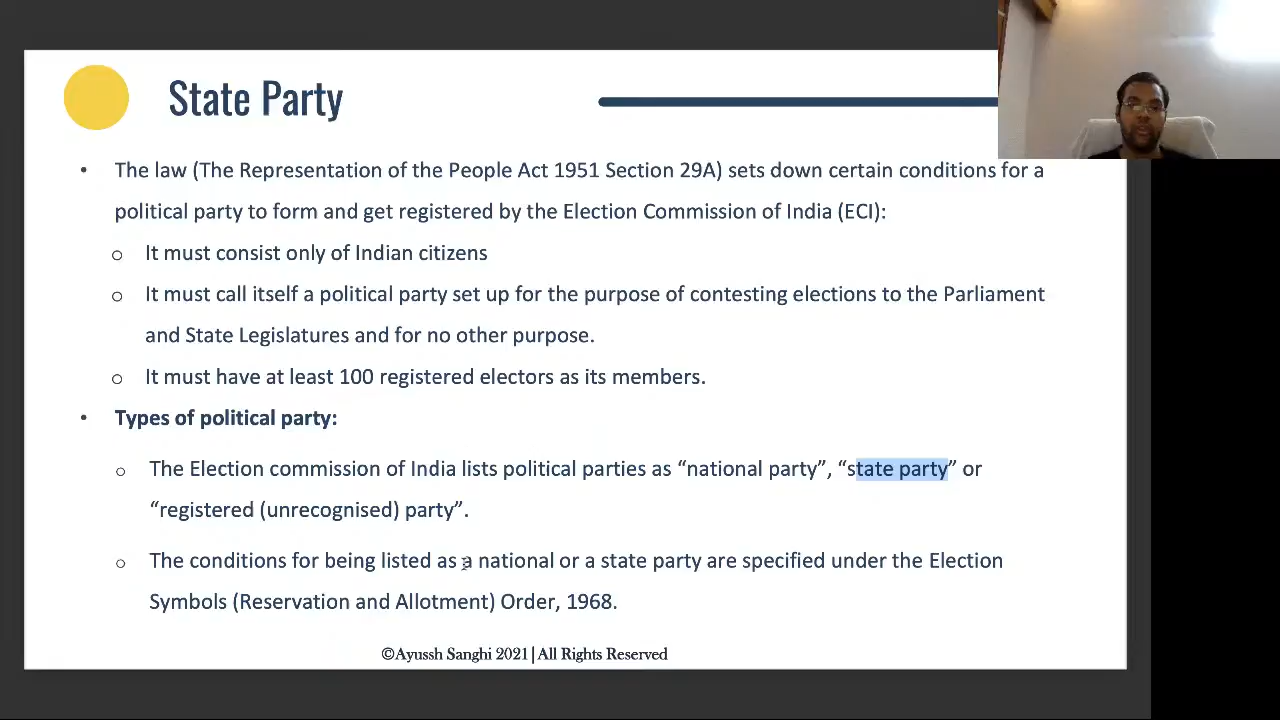 State Party
• The law (The Representation of the People Act 1951 Section 29A) sets down certain conditions for a
political party to form and get registered by the Election Commission of India (ECI):
o It must consist only of Indian citizens
o It must call itself a political party set up for the purpose of contesting elections to the Parliament
and State Legislatures and for no other purpose.
o It must have at least 100 registered electors as its members.
• Types of political party:
o The Election commission of India lists political parties as “national party”, “state party” or
“registered (unrecognised) party”.
o The conditions for being listed as a national or a state party are specified under the Election
Symbols (Reservation and Allotment) Order, 1968.
©Ayussh Sanghi 2021|All Rights Reserved